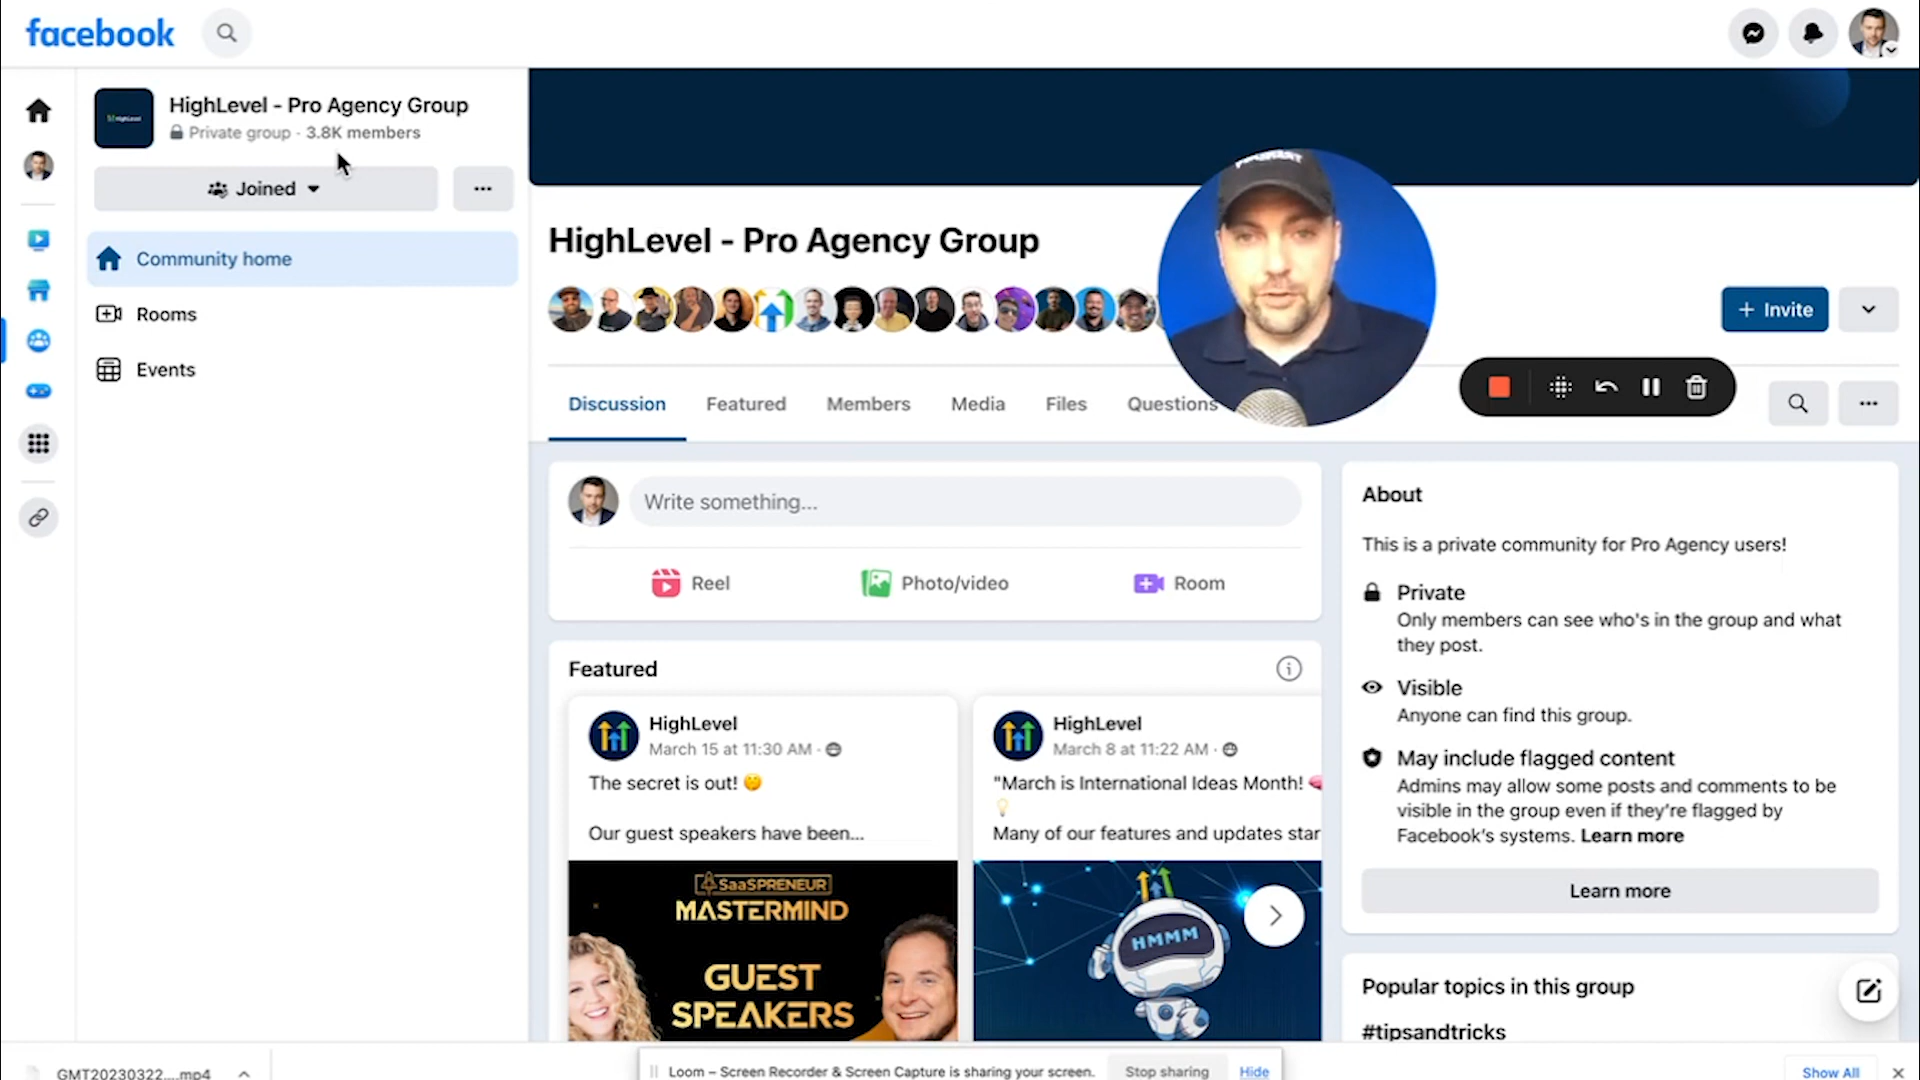 facebook
HighLevel - Pro Agency Group
Private group · 3.8K members
Joined
Community home
Rooms
Events
HighLevel - Pro Agency Group
Invite
Discussion
Featured
Members
Media
Files
Questions
Write something...
Reel
Photo/video
Room
Featured
HighLevel
March 15 at 11:30 AM ·
The secret is out!
Our guest speakers have been...
SaaSPRENEUR
MASTERMIND
GUEST
SPEAKERS
HighLevel
March 8 at 11:22 AM ·
"March is International Ideas Month!
Many of our features and updates star
HMMM
About
This is a private community for Pro Agency users!
Private
Only members can see who's in the group and what
they post.
Visible
Anyone can find this group.
May include flagged content
Admins may allow some posts and comments to be
visible in the group even if they're flagged by
Facebook's systems. Learn more
Learn more
Popular topics in this group
#tipsandtricks
GMT20230322....mp4
Loom – Screen Recorder & Screen Capture is sharing your screen.
Stop sharing
Hide
Show All